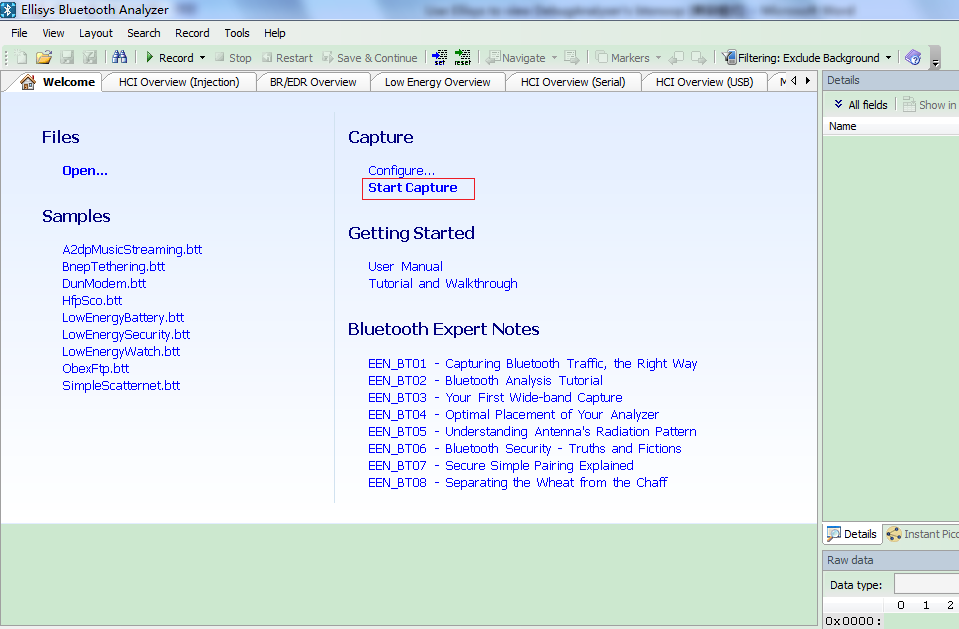 Ellisys Bluetooth Analyzer
File View Layout Search Record Tools Help
Record Stop Restart Save & Continue set reset Navigate Markers Filtering: Exclude Background
Welcome HCI Overview (Injection) BR/EDR Overview Low Energy Overview HCI Overview (Serial) HCI Overview (USB)
Details
All fields Show in
Name
Files
Open...
Samples
A2dpMusicStreaming.btt
BnepTethering.btt
DunModem.btt
HfpSco.btt
LowEnergyBattery.btt
LowEnergySecurity.btt
LowEnergyWatch.btt
ObexFtp.btt
SimpleScatternet.btt
Capture
Configure...
Start Capture
Getting Started
User Manual
Tutorial and Walkthrough
Bluetooth Expert Notes
EEN_BT01 - Capturing Bluetooth Traffic, the Right Way
EEN_BT02 - Bluetooth Analysis Tutorial
EEN_BT03 - Your First Wide-band Capture
EEN_BT04 - Optimal Placement of Your Analyzer
EEN_BT05 - Understanding Antenna's Radiation Pattern
EEN_BT06 - Bluetooth Security - Truths and Fictions
EEN_BT07 - Secure Simple Pairing Explained
EEN_BT08 - Separating the Wheat from the Chaff
Details Instant Picc
Raw data
Data type:
0 1 2
0x0000: